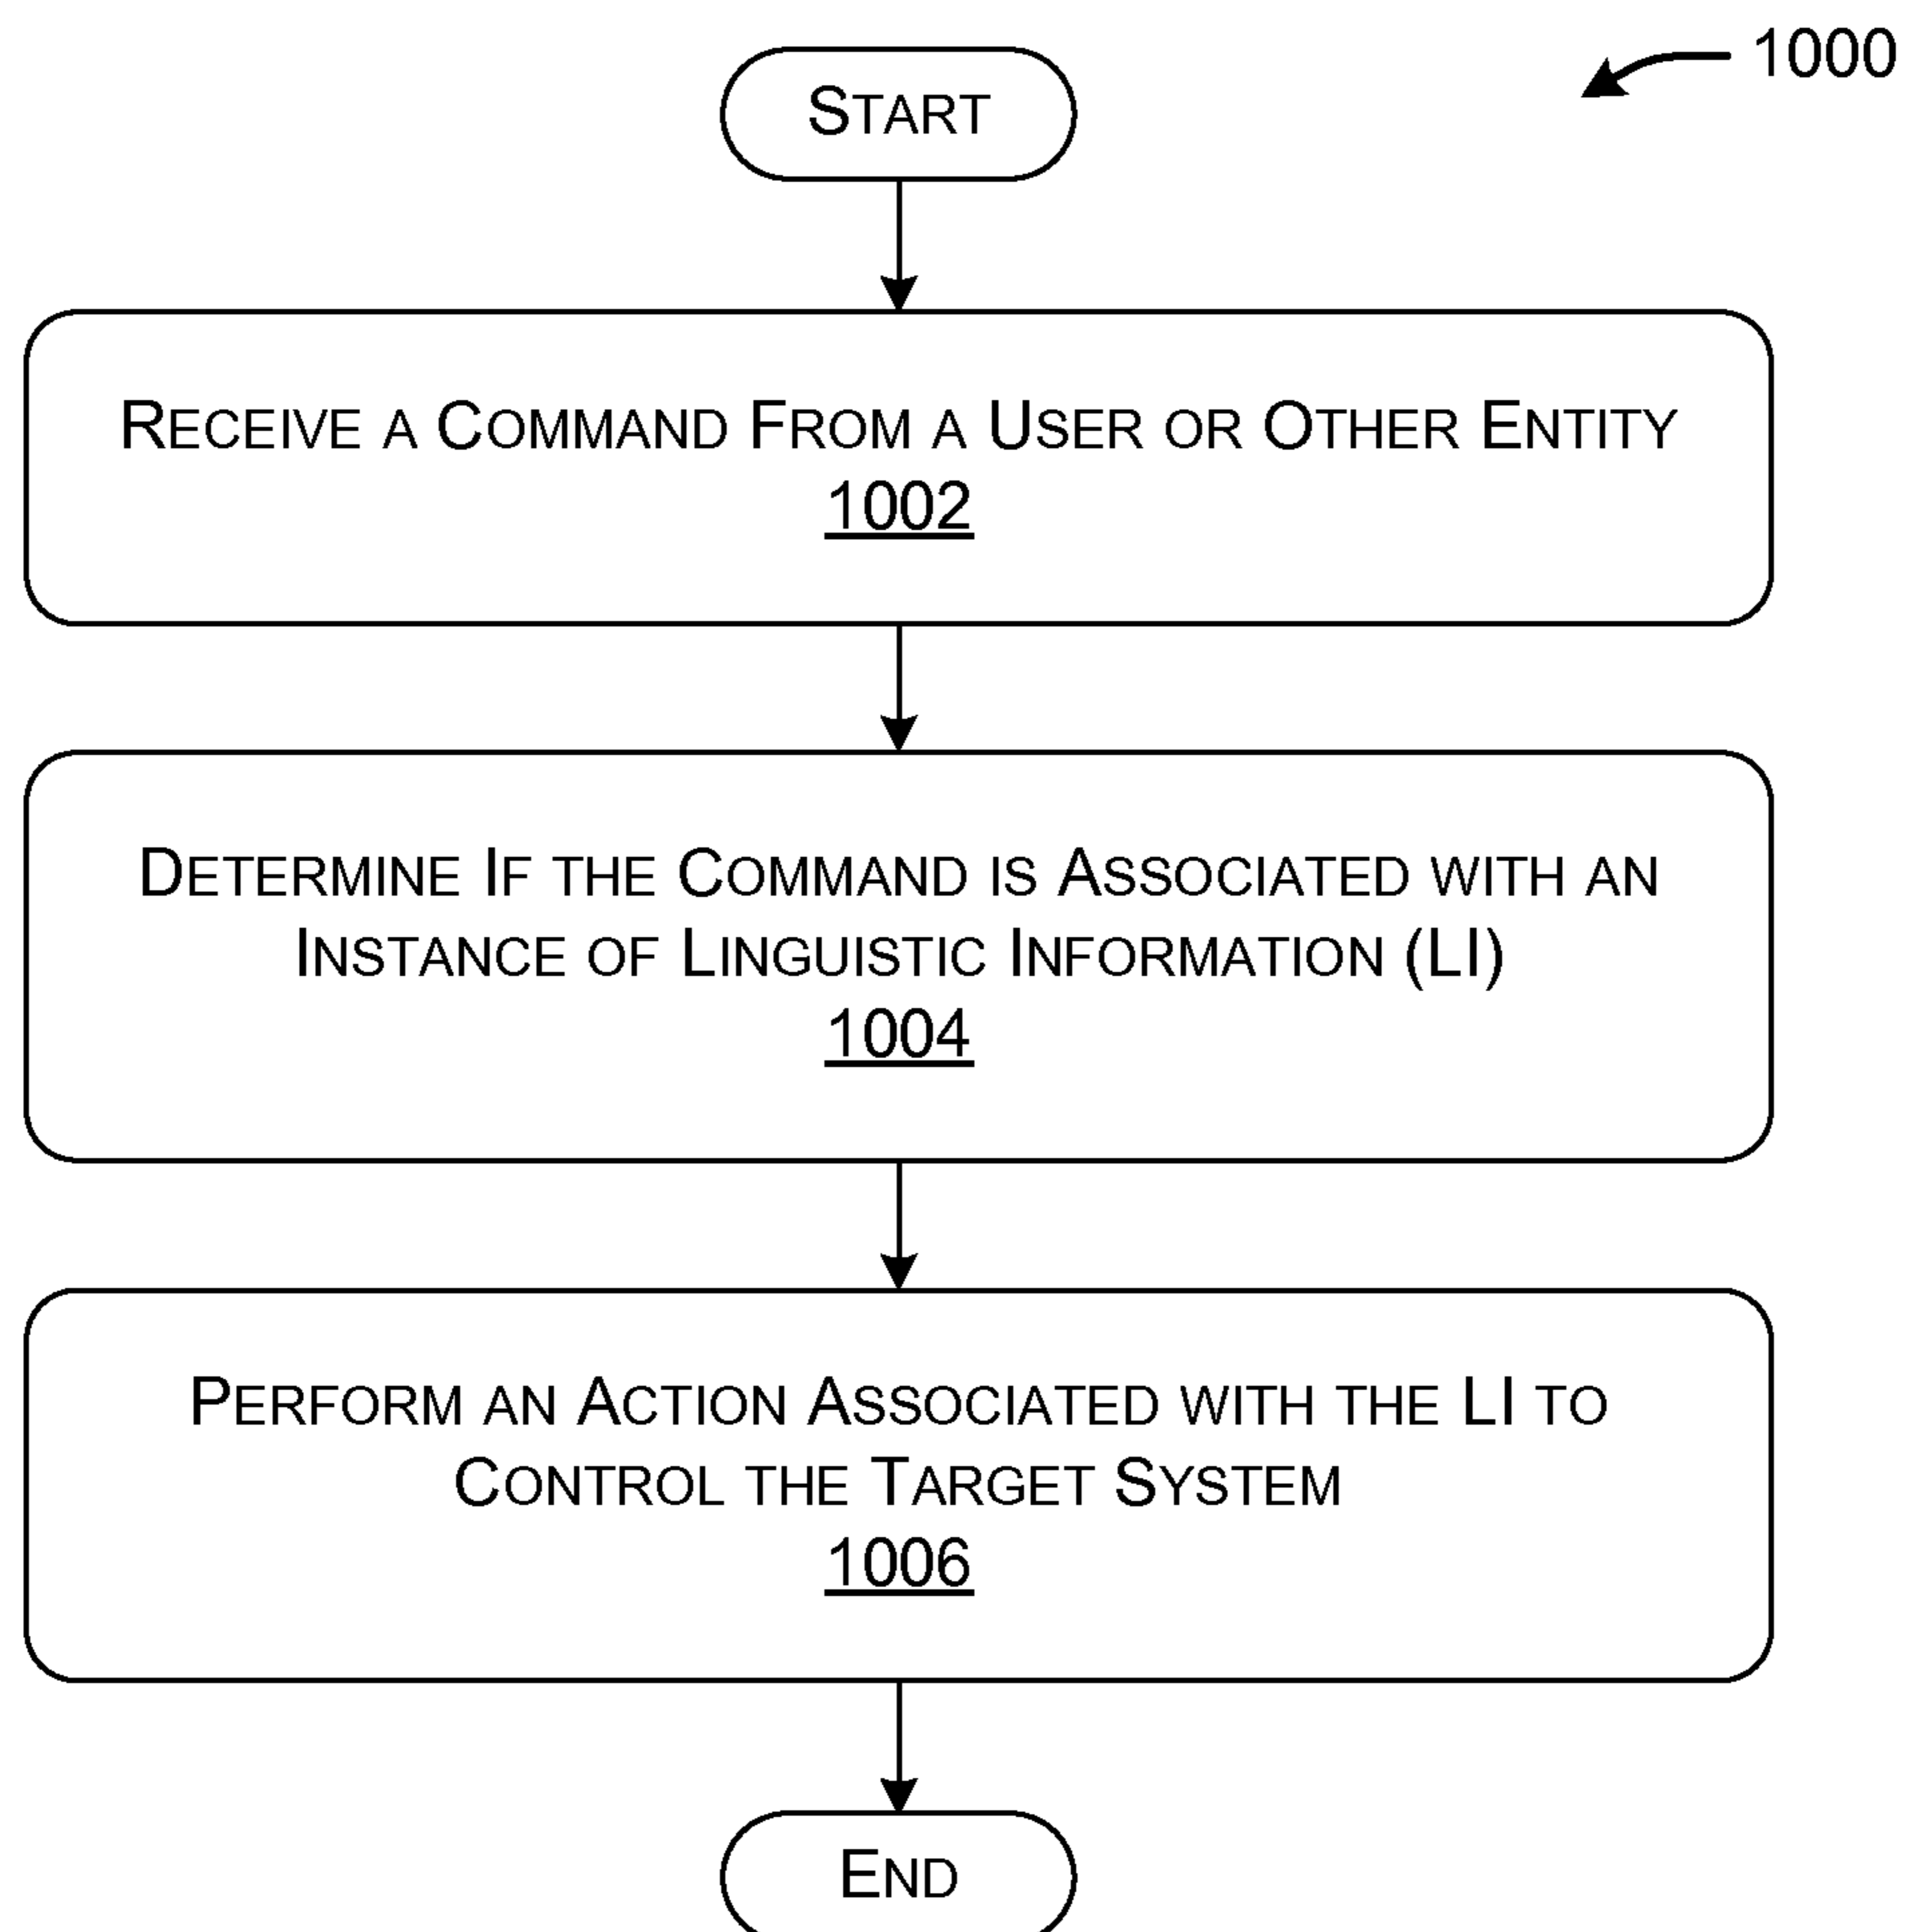 1000
START
RECEIVE A COMMAND FROM A USER OR OTHER ENTITY
1002
DETERMINE IF THE COMMAND IS ASSOCIATED WITH AN
INSTANCE OF LINGUISTIC INFORMATION (LI)
1004
PERFORM AN ACTION ASSOCIATED WITH THE LI TO
CONTROL THE TARGET SYSTEM
1006
END